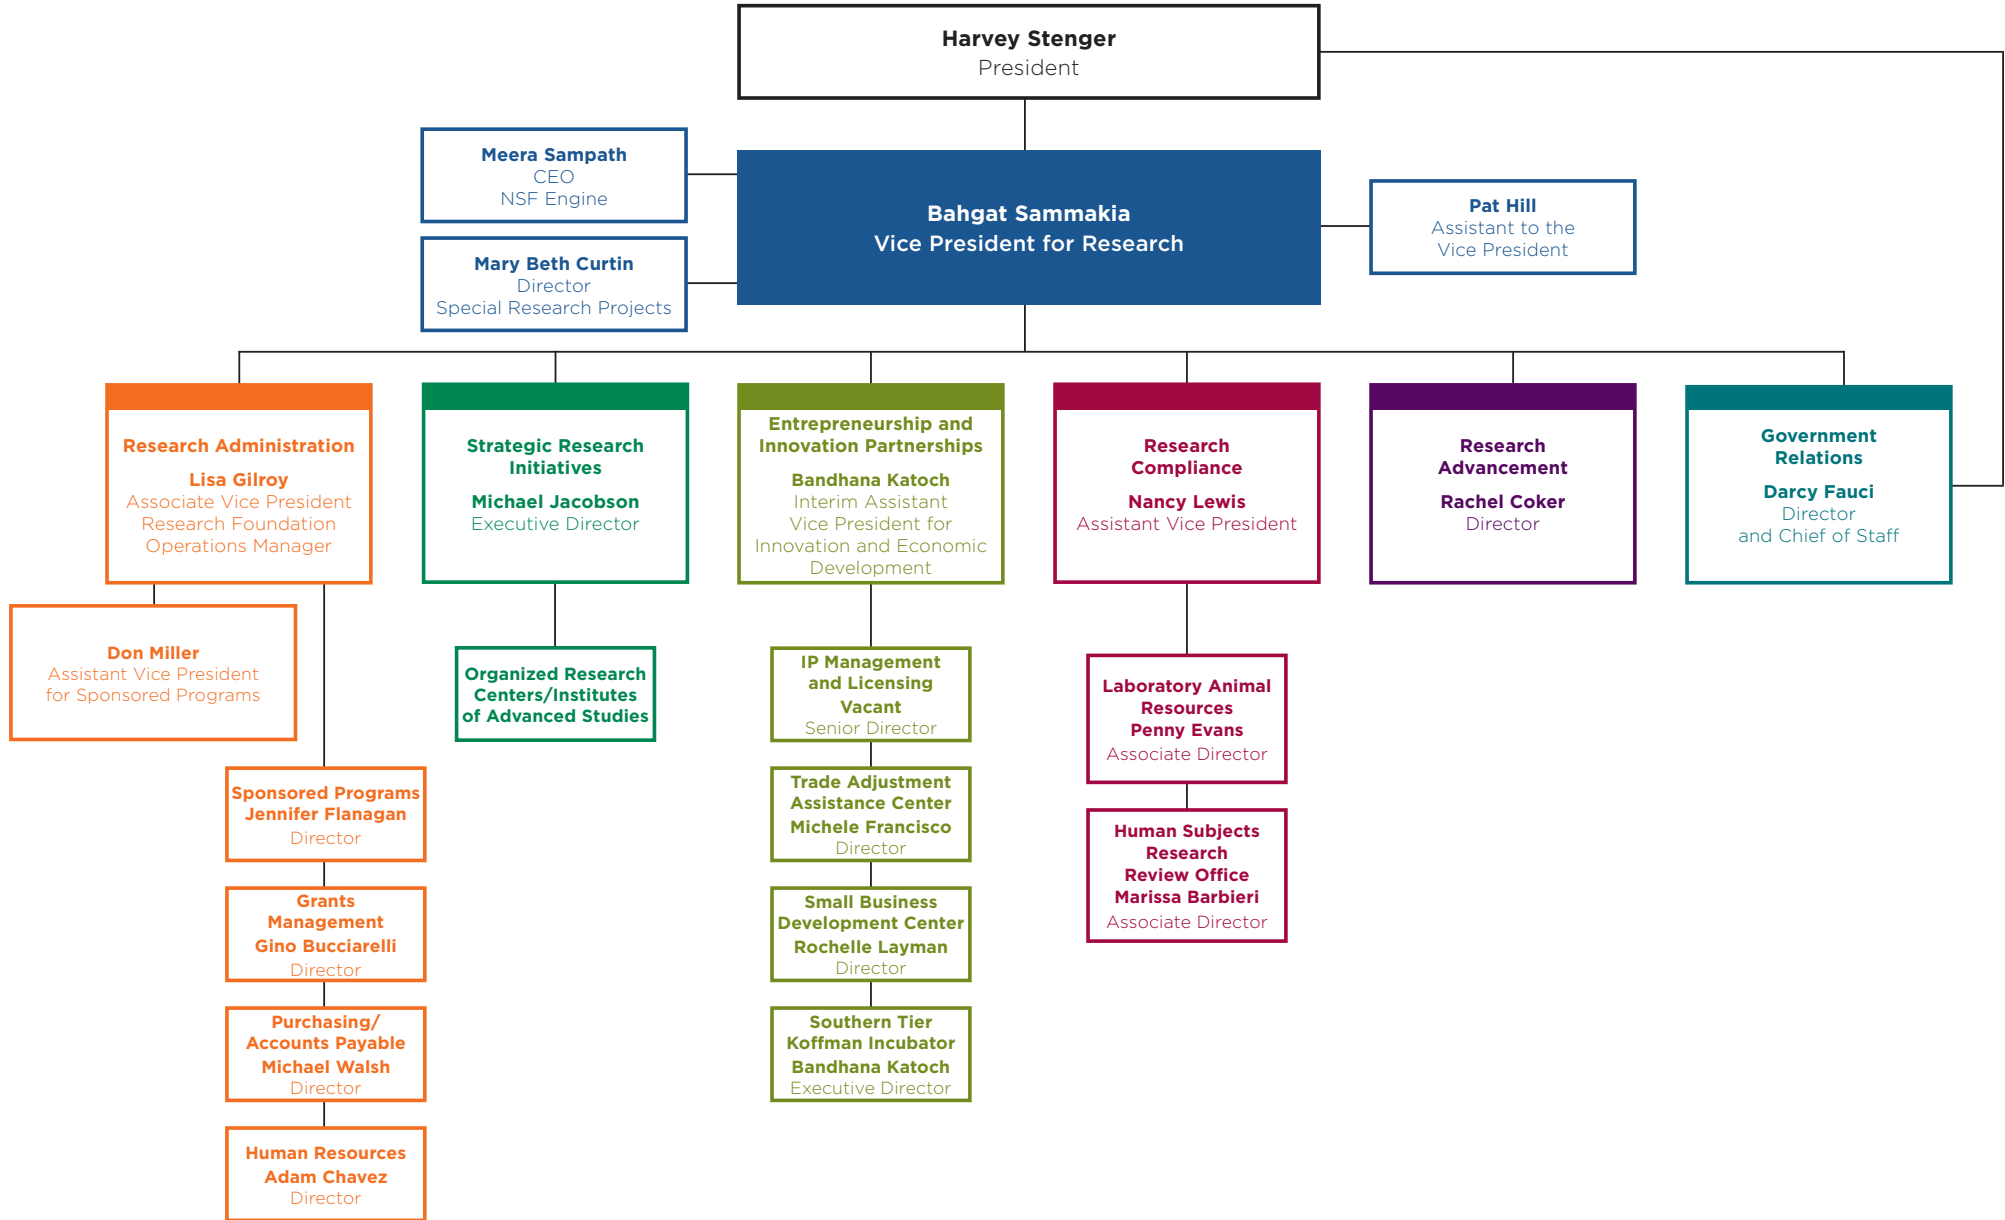 Harvey Stenger
President
Meera Sampath
CEO
NSF Engine
Bahgat Sammakia
Vice President for Research
Pat Hill
Assistant to the
Vice President
Mary Beth Curtin
Director
Special Research Projects
Research Administration
Lisa Gilroy
Associate Vice President
Research Foundation
Operations Manager
Strategic Research
Initiatives
Michael Jacobson
Executive Director
Entrepreneurship and
Innovation Partnerships
Bandhana Katoch
Interim Assistant
Vice President for
Innovation and Economic
Development
Research
Compliance
Nancy Lewis
Assistant Vice President
Research
Advancement
Rachel Coker
Director
Government
Relations
Darcy Fauci
Director
and Chief of Staff
Don Miller
Assistant Vice President
for Sponsored Programs
Sponsored Programs
Jennifer Flanagan
Director
Grants
Management
Gino Bucciarelli
Director
Purchasing/
Accounts Payable
Michael Walsh
Director
Human Resources
Adam Chavez
Director
Organized Research
Centers/Institutes
of Advanced Studies
IP Management
and Licensing
Vacant
Senior Director
Trade Adjustment
Assistance Center
Michele Francisco
Director
Small Business
Development Center
Rochelle Layman
Director
Southern Tier
Koffman Incubator
Bandhana Katoch
Executive Director
Laboratory Animal
Resources
Penny Evans
Associate Director
Human Subjects
Research
Review Office
Marissa Barbieri
Associate Director